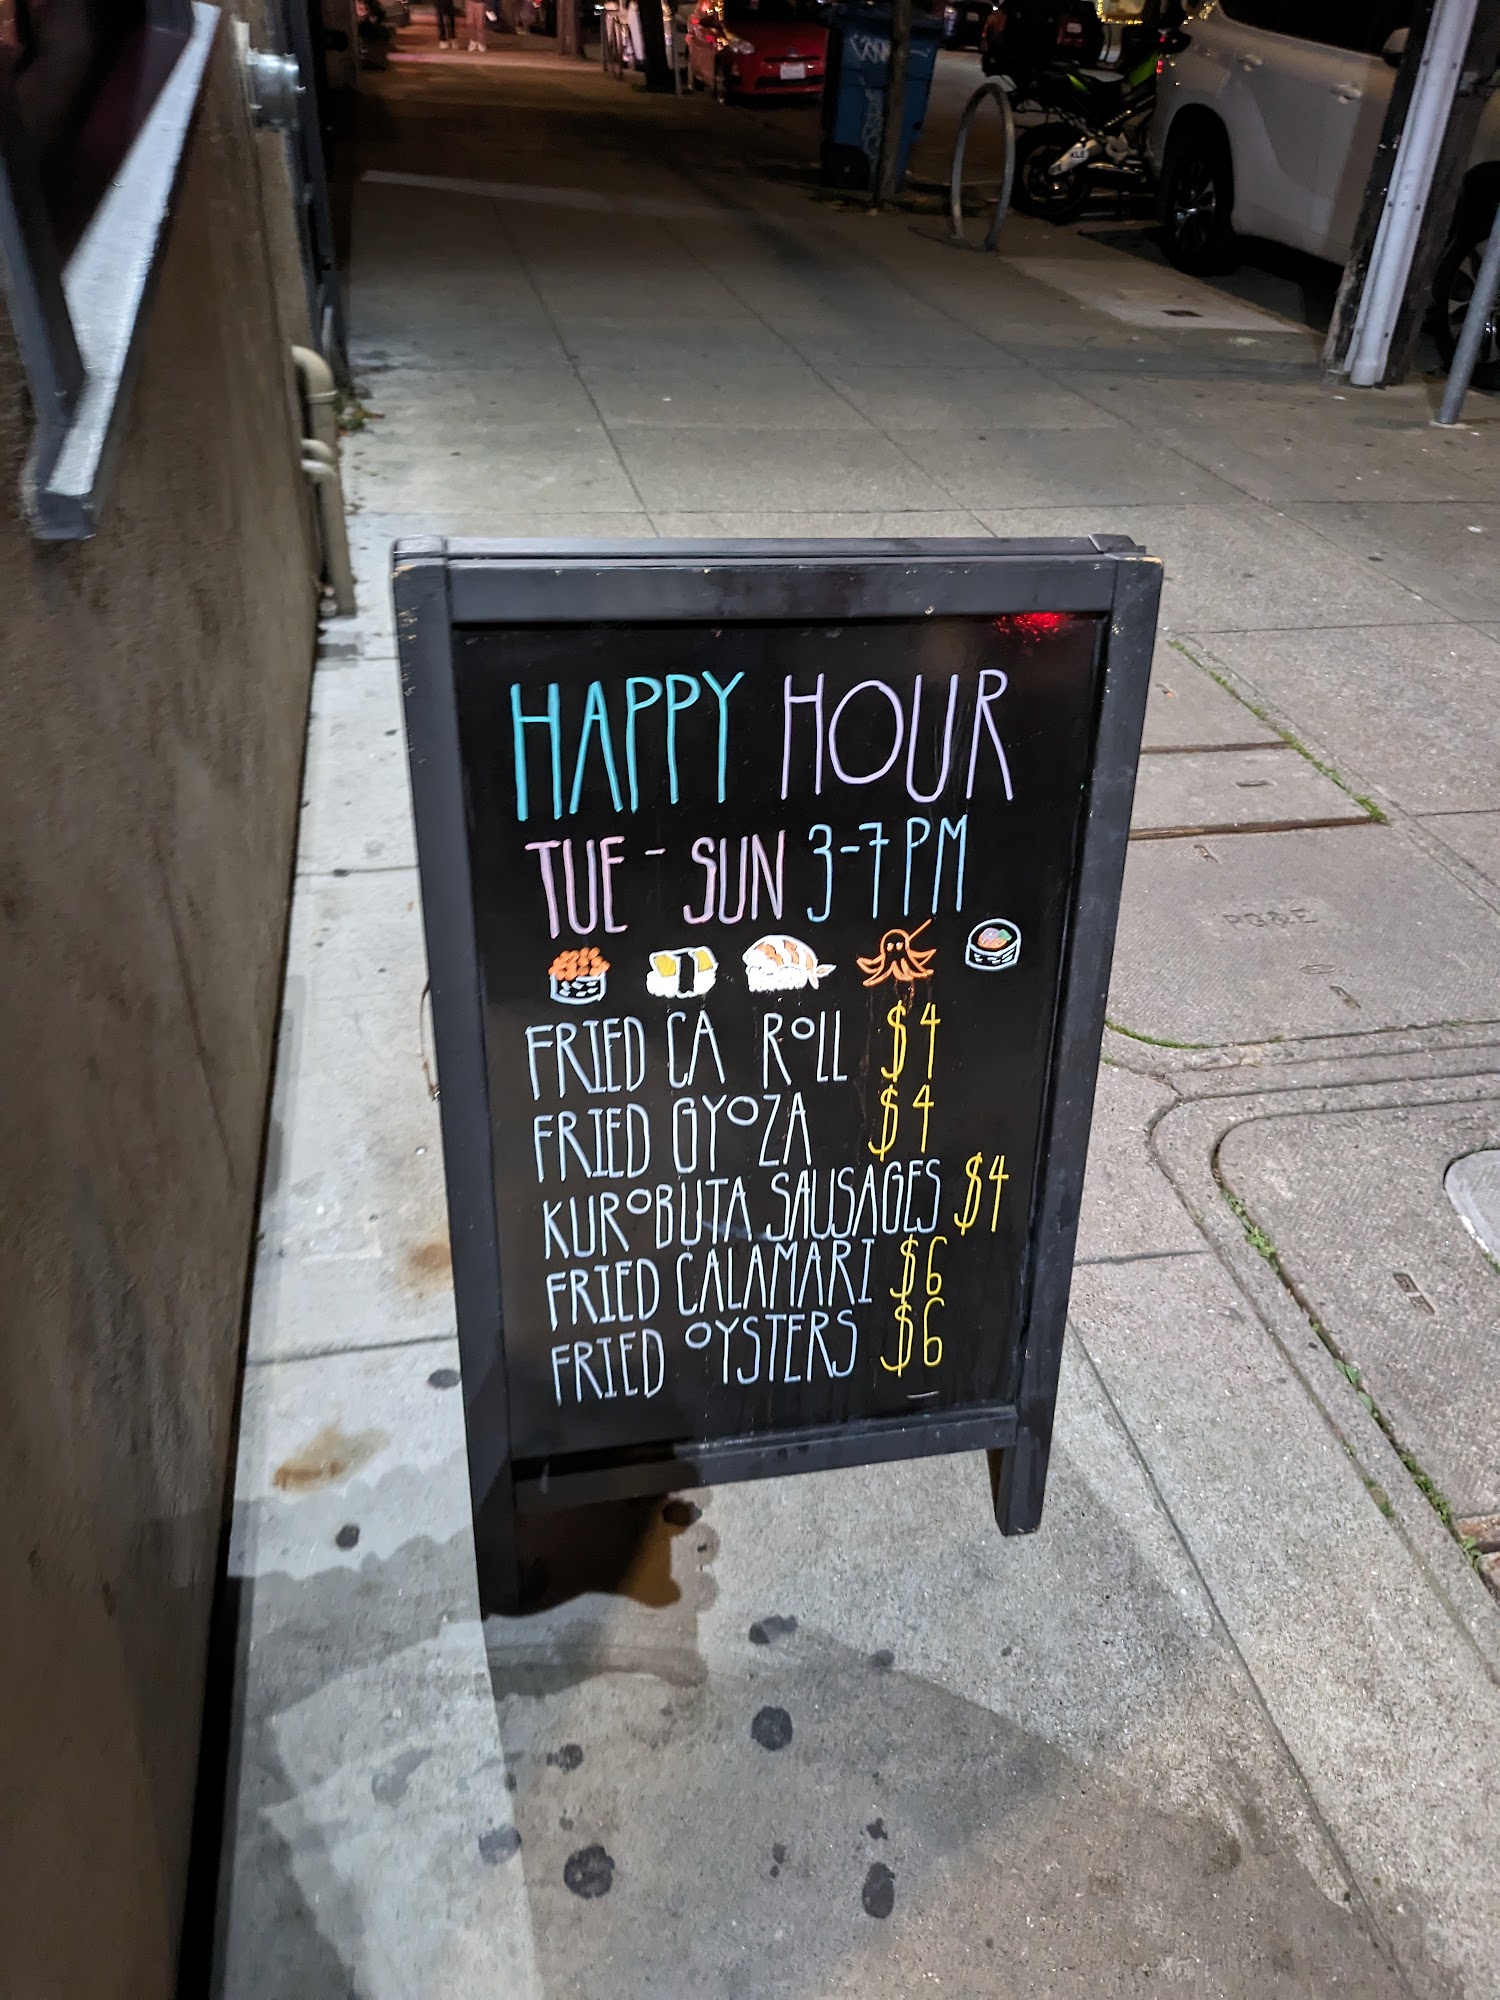 HAPPY HOUR
TUE - SUN 3-7 PM
FRIED CA ROLL $4
FRIED GYOZA $4
KUROBUTA SAUSAGES $4
FRIED CALAMARI $6
FRIED OYSTERS $6
PG&E